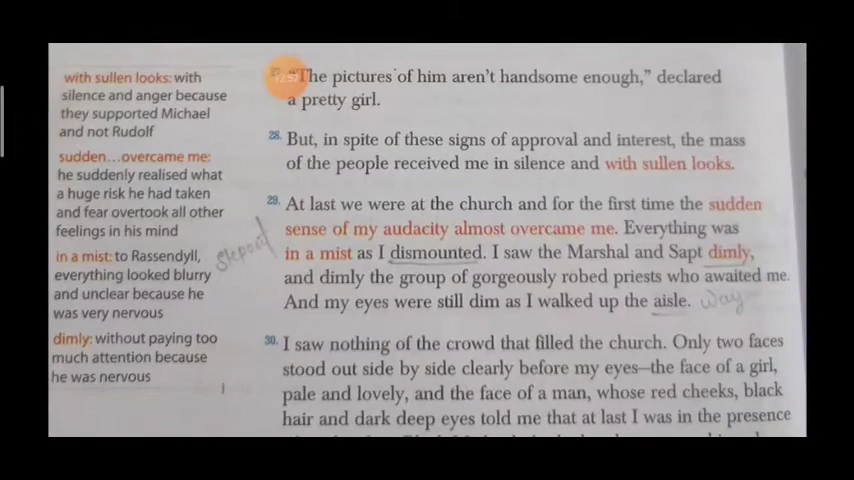 with sullen looks: with
silence and anger because
they supported Michael
and not Rudolf
sudden...overcame me:
he suddenly realised what
a huge risk he had taken
and fear overtook all other
feelings in his mind
in a mist: to Rassendyll,
everything looked blurry
and unclear because he
was very nervous
dimly: without paying too
much attention because
he was nervous
27. “The pictures of him aren’t handsome enough,” declared
a pretty girl.
28. But, in spite of these signs of approval and interest, the mass
of the people received me in silence and with sullen looks.
29. At last we were at the church and for the first time the sudden
sense of my audacity almost overcame me. Everything was
in a mist as I dismounted. I saw the Marshal and Sapt dimly,
and dimly the group of gorgeously robed priests who awaited me.
And my eyes were still dim as I walked up the aisle. way
30. I saw nothing of the crowd that filled the church. Only two faces
stood out side by side clearly before my eyes—the face of a girl,
pale and lovely, and the face of a man, whose red cheeks, black
hair and dark deep eyes told me that at last I was in the presence